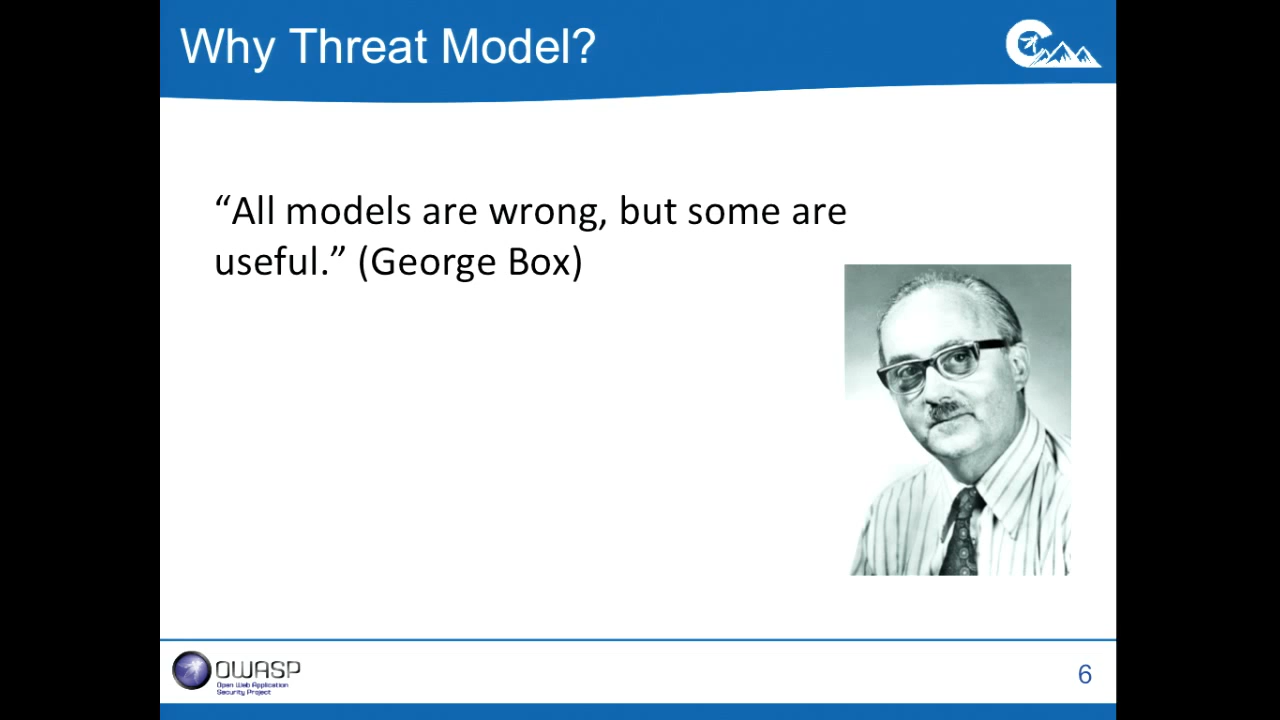 Why Threat Model?
“All models are wrong, but some are
useful.” (George Box)
OWASP
Open Web Application
Security Project
6